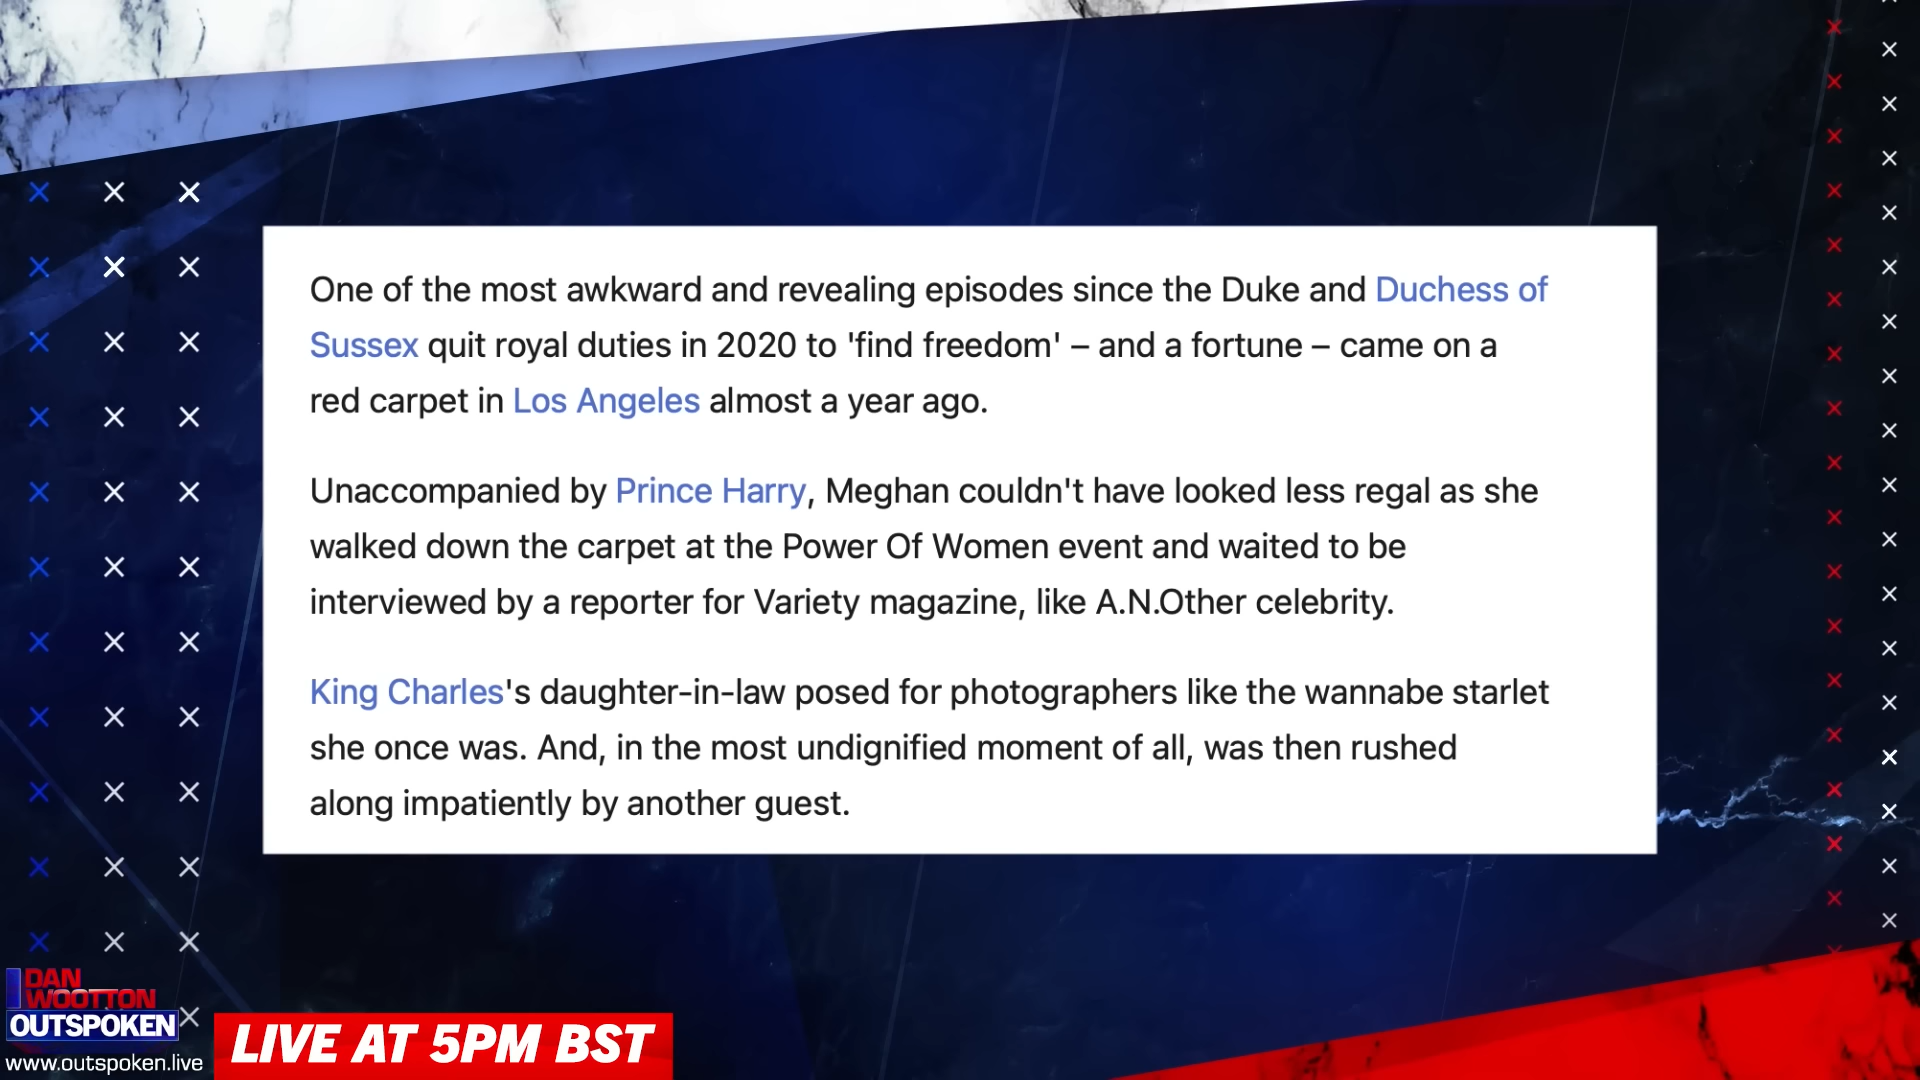 One of the most awkward and revealing episodes since the Duke and Duchess of
Sussex quit royal duties in 2020 to 'find freedom' – and a fortune – came on a
red carpet in Los Angeles almost a year ago.
Unaccompanied by Prince Harry, Meghan couldn't have looked less regal as she
walked down the carpet at the Power Of Women event and waited to be
interviewed by a reporter for Variety magazine, like A.N.Other celebrity.
King Charles's daughter-in-law posed for photographers like the wannabe starlet
she once was. And, in the most undignified moment of all, was then rushed
along impatiently by another guest.
DAN
WOOTTON
OUTSPOKEN
www.outspoken.live
LIVE AT 5PM BST